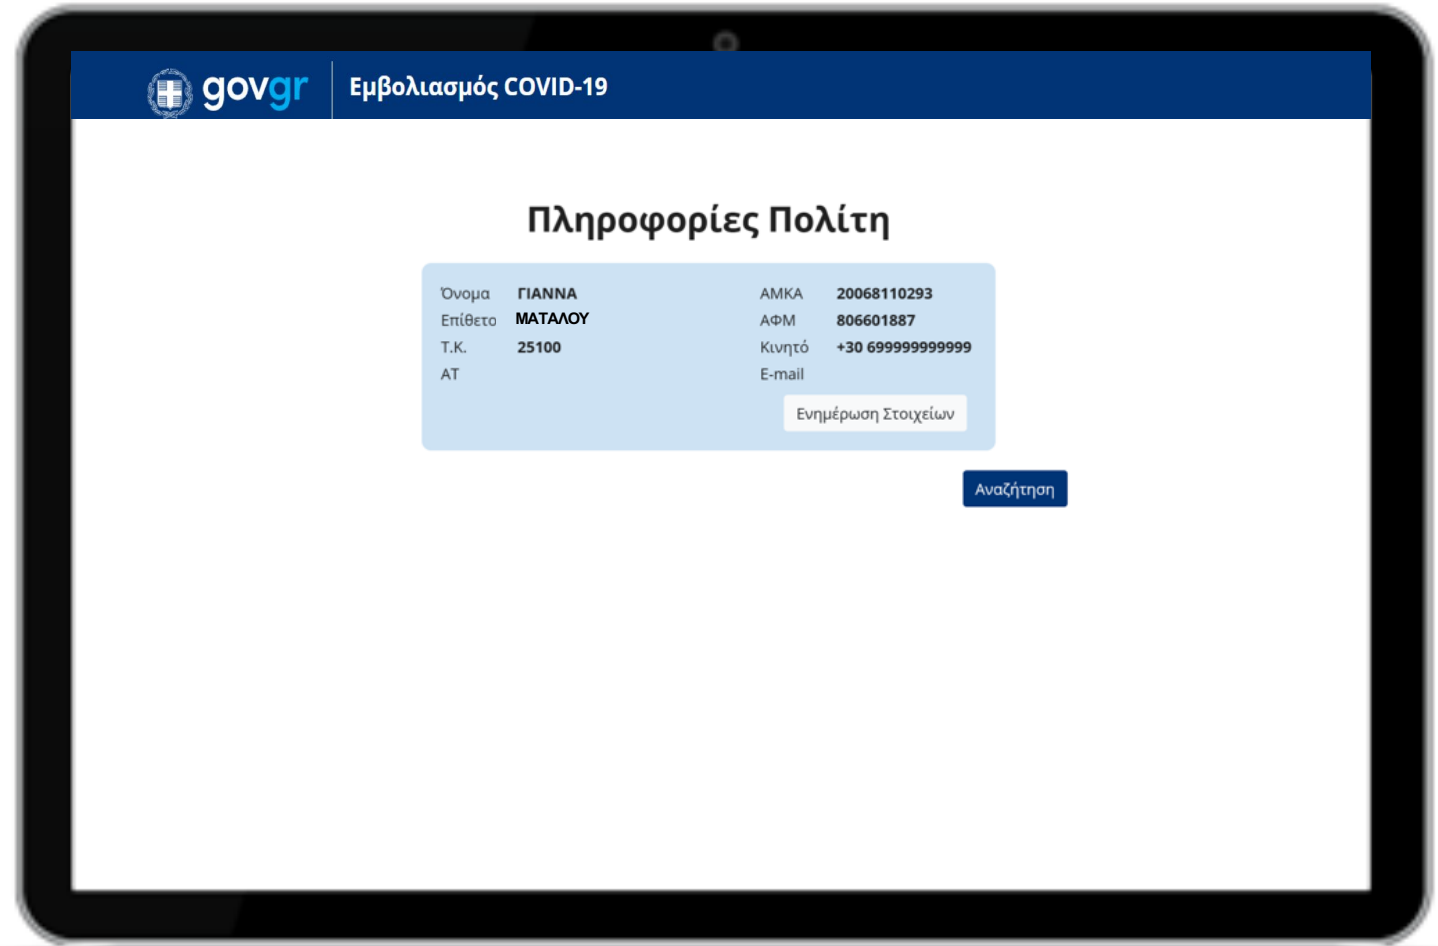 govgr Εμβολιασμός COVID-19
Πληροφορίες Πολίτη
Όνομα ΓΙΑΝΝΑ ΑΜΚΑ 20068110293
Επίθετο ΜΑΤΑΛΟΥ ΑΦΜ 806601887
Τ.Κ. 25100 Κινητό +30 699999999999
ΑΤ E-mail
Ενημέρωση Στοιχείων
Αναζήτηση